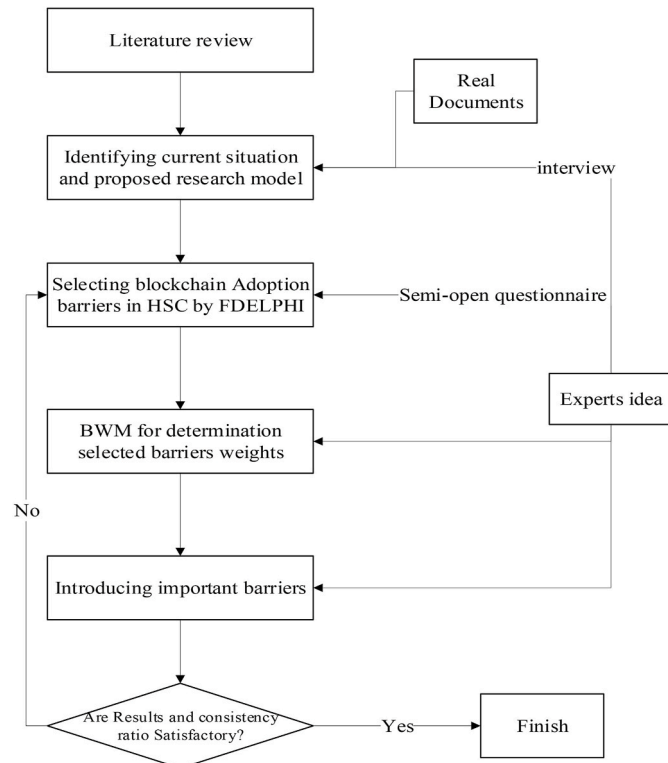 Literature review
Real
Documents
Identifying current situation
and proposed research model
interview
Selecting blockchain Adoption
barriers in HSC by FDELPHI
Semi-open questionnaire
Experts idea
BWM for determination
selected barriers weights
No
Introducing important barriers
Are Results and consistency
ratio Satisfactory?
Yes
Finish